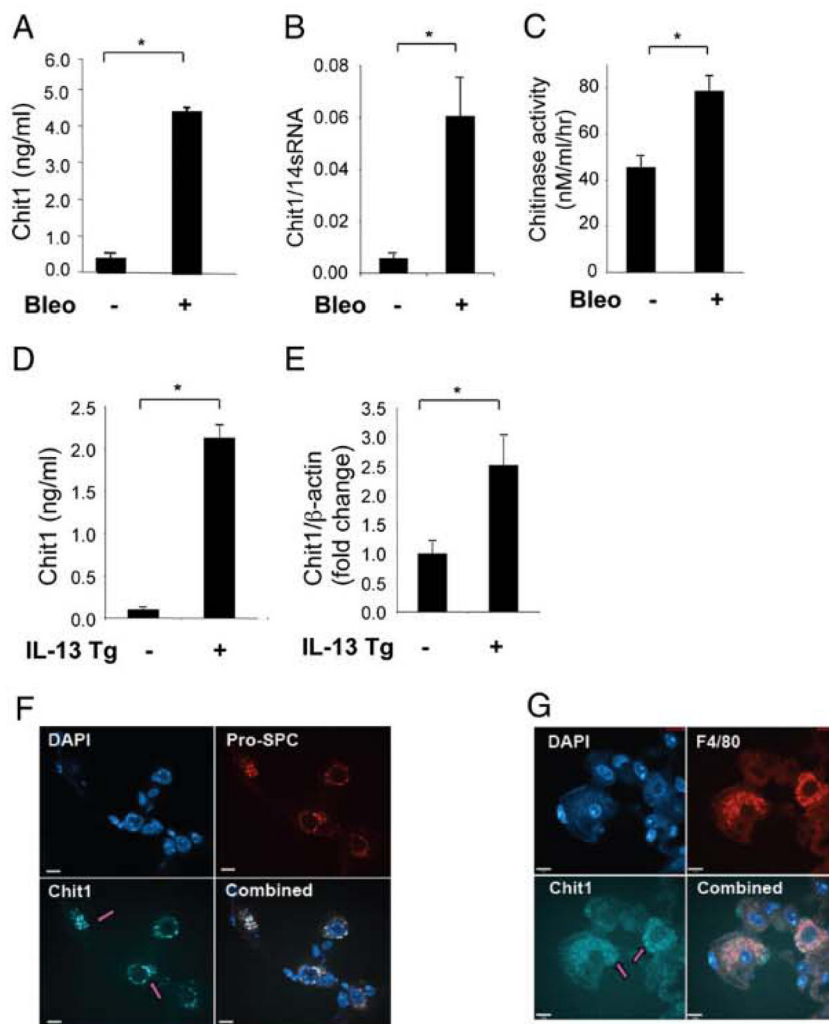 A
Chit1 (ng/ml)
6.0
5.0
4.0
3.0
2.0
1.0
0.0
*
Bleo - +
B
Chit1/14sRNA
0.08
0.06
0.04
0.02
0.00
*
Bleo - +
C
Chitinase activity
(nM/ml/hr)
80
60
40
20
0
*
Bleo - +
D
Chit1 (ng/ml)
2.5
2.0
1.5
1.0
0.5
0.0
*
IL-13 Tg - +
E
Chit1/β-actin
(fold change)
3.5
3.0
2.5
2.0
1.5
1.0
0.5
0.0
*
IL-13 Tg - +
F
DAPI Pro-SPC
Chit1 Combined
G
DAPI F4/80
Chit1 Combined